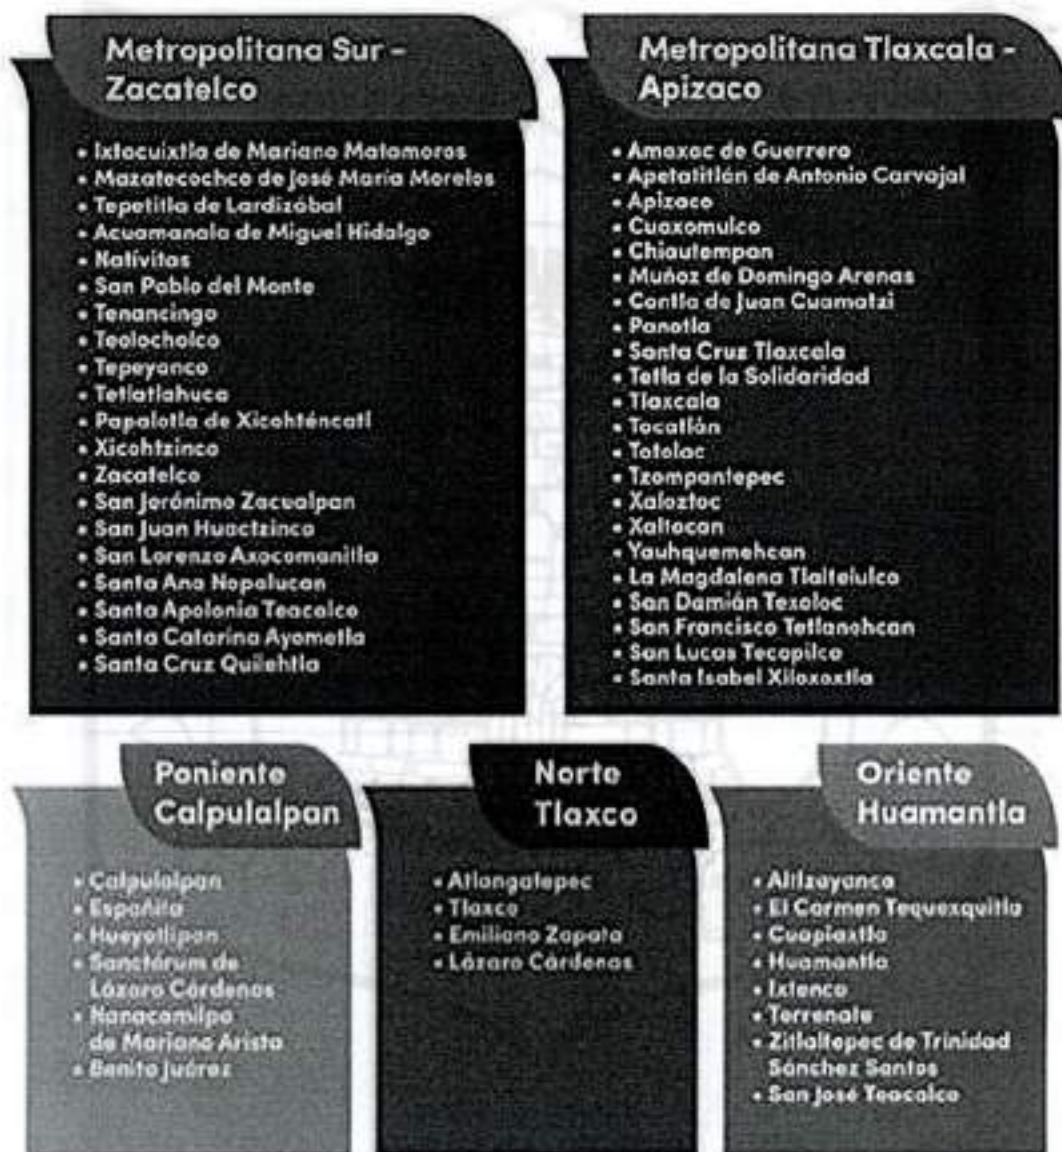 Metropolitana Sur -
Zacatelco
• Ixtacuixtla de Mariano Matamoros
• Mazatecochco de José María Morelos
• Tepetitla de Lardizábal
• Acuamanala de Miguel Hidalgo
• Natívitas
• San Pablo del Monte
• Tenancingo
• Teolocholco
• Tepeyanco
• Tetlatlahuca
• Papalotla de Xicohténcatl
• Xicohtzinco
• Zacatelco
• San Jerónimo Zacualpan
• San Juan Huactzinco
• San Lorenzo Axocomanitla
• Santa Ana Nopalucan
• Santa Apolonia Teacalco
• Santa Catarina Ayometla
• Santa Cruz Quilehtla
Metropolitana Tlaxcala -
Apizaco
• Amaxac de Guerrero
• Apetatitlán de Antonio Carvajal
• Apizaco
• Cuaxomulco
• Chiautempan
• Muñoz de Domingo Arenas
• Contla de Juan Cuamatzi
• Panotla
• Santa Cruz Tlaxcala
• Tetla de la Solidaridad
• Tlaxcala
• Tocatlán
• Totolac
• Tzompantepec
• Xaloztoc
• Xaltocan
• Yauhquemehcan
• La Magdalena Tlaltelulco
• San Damián Texoloc
• San Francisco Tetlanohcan
• San Lucas Tecopilco
• Santa Isabel Xiloxoxtla
Poniente
Calpulalpan
• Calpulalpan
• Españita
• Hueyotlipan
• Sanctórum de
Lázaro Cárdenas
• Nanacamilpa
de Mariano Arista
• Benito Juárez
Norte
Tlaxco
• Atlangatepec
• Tlaxco
• Emiliano Zapata
• Lázaro Cárdenas
Oriente
Huamantla
• Altlzayanca
• El Carmen Tequexquitla
• Cuapiaxtla
• Huamantla
• Ixtenco
• Terrenate
• Zitlaltepec de Trinidad
Sánchez Santos
• San José Teacalco